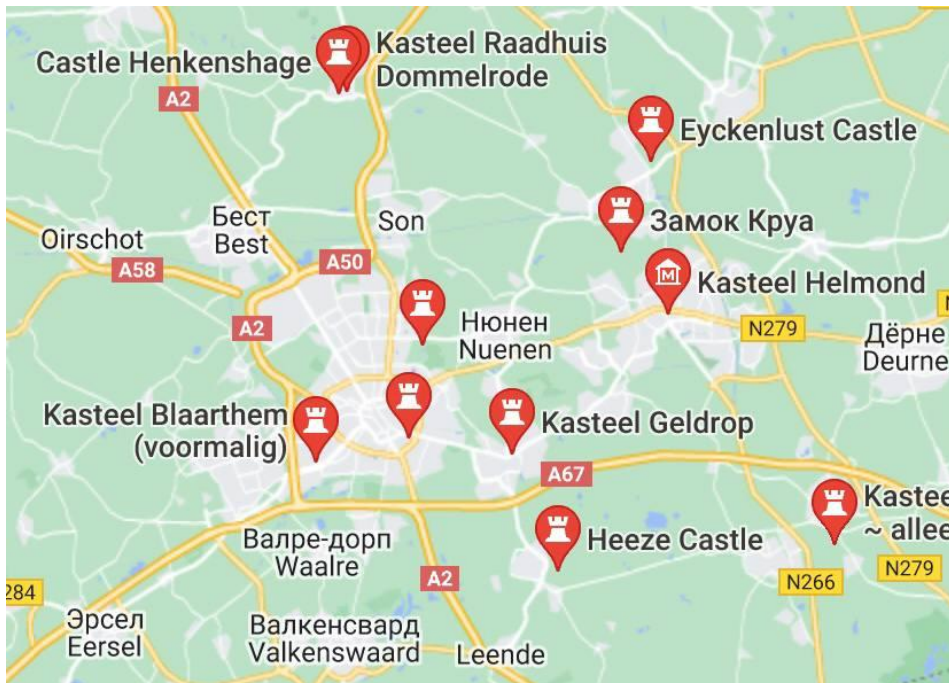 Castle Henkenshage
Kasteel Raadhuis
Dommelrode
A2
Eyckenlust Castle
Бест
Best
Son
Замок Круа
Oirschot
A58
A50
Kasteel Helmond
A2
Нюнен
Nuenen
N279
Дёрне
Deurne
Kasteel Blaarthem
(voormalig)
Kasteel Geldrop
A67
Kastee
~ allee
Валре-дорп
Waalre
Heeze Castle
A2
N266
N279
284
Эрсел
Eersel
Валкенсвард
Valkenswaard
Leende